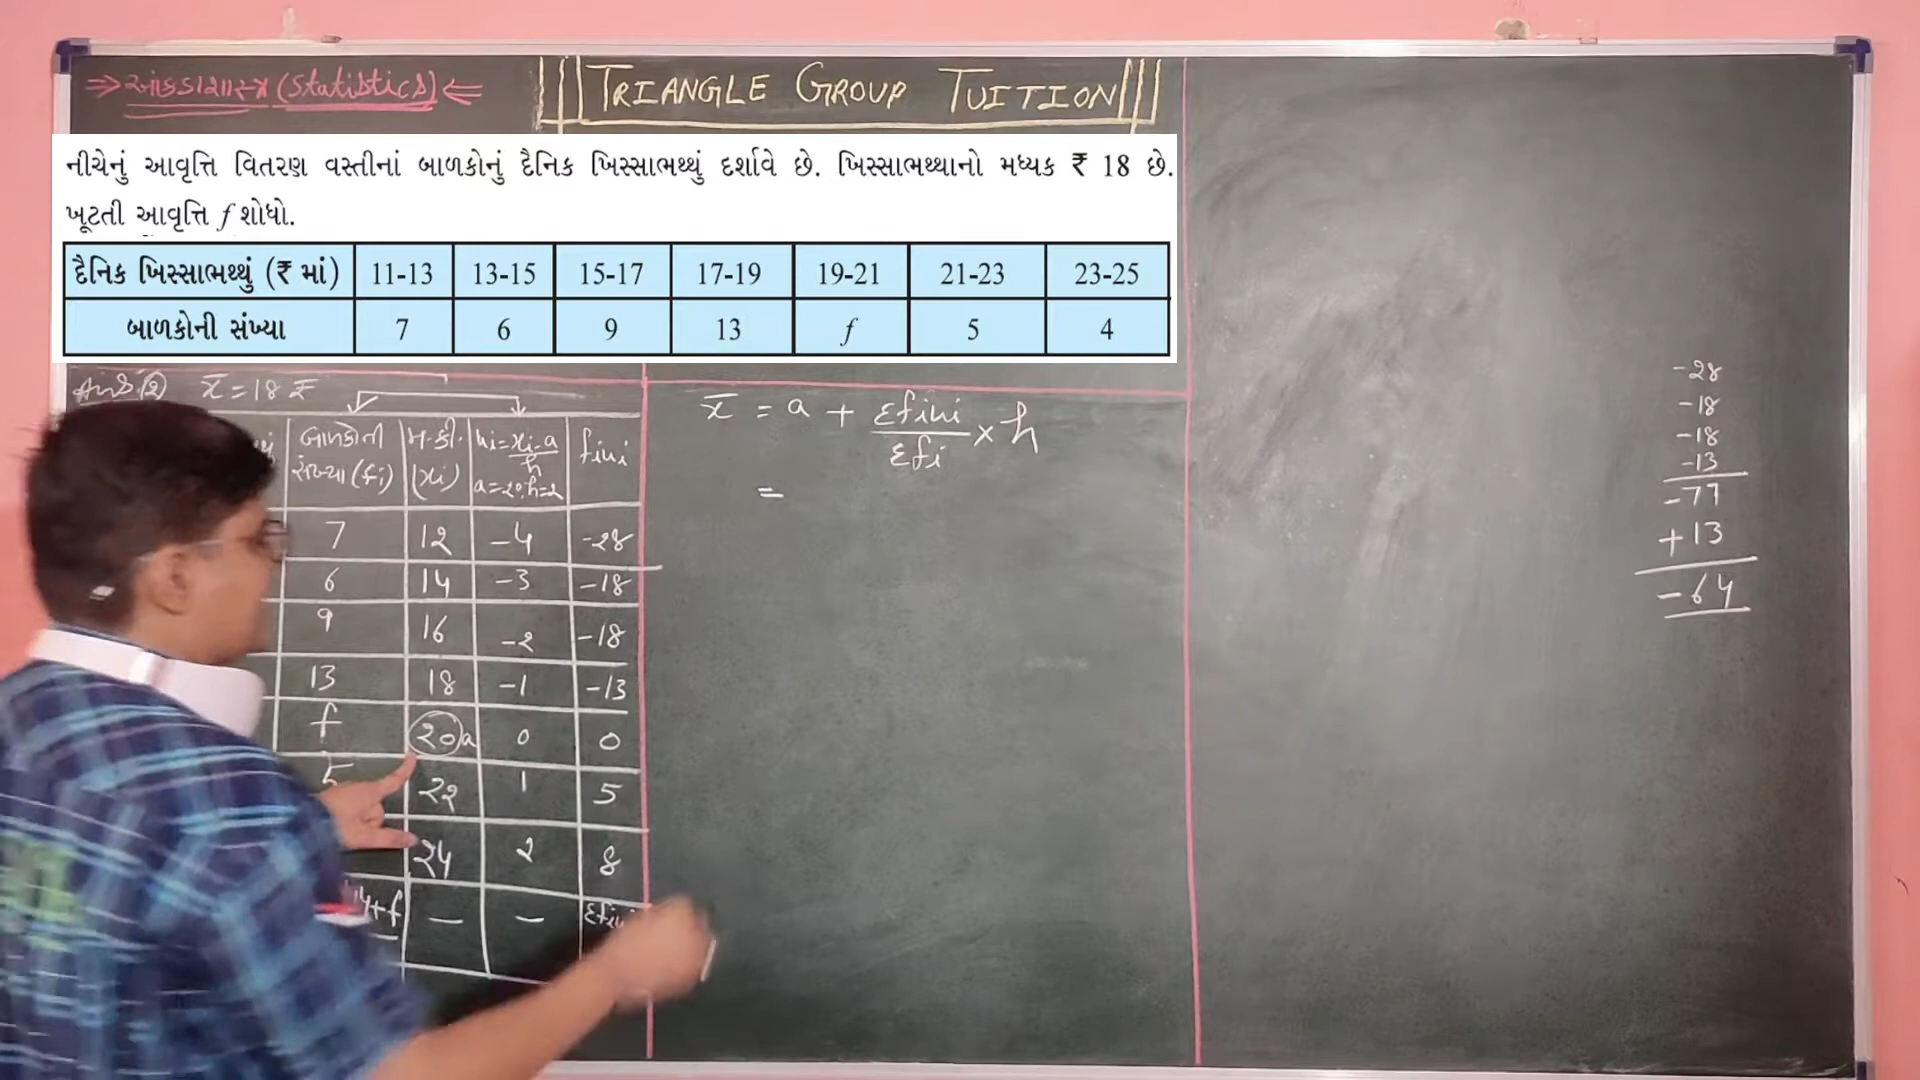 ⇒ આંકડાશાસ્ત્ર (Statistics) ⇐
TRIANGLE GROUP TUITION
નીચેનું આવૃત્તિ વિતરણ વસ્તીનાં બાળકોનું દૈનિક ખિસ્સાભથ્થું દર્શાવે છે. ખિસ્સાભથ્થાનો મધ્યક ₹ 18 છે.
ખૂટતી આવૃત્તિ f શોધો.
દૈનિક ખિસ્સાભથ્થું (₹ માં) 11-13 13-15 15-17 17-19 19-21 21-23 23-25
બાળકોની સંખ્યા 7 6 9 13 f 5 4
Ans.(2) x̄ = 18 ₹
બાળકોની સંખ્યા (fi) મ.કી. (xi) ui = xi-a/h a=20, h=2 fiui
7 12 -4 -28
6 14 -3 -18
9 16 -2 -18
13 18 -1 -13
f 20 a 0 0
5 22 1 5
24 2 8
+f — — Σfiui
x̄ = a + Σfiui/Σfi × h
=
-28
-18
-18
-13
-77
+13
-64